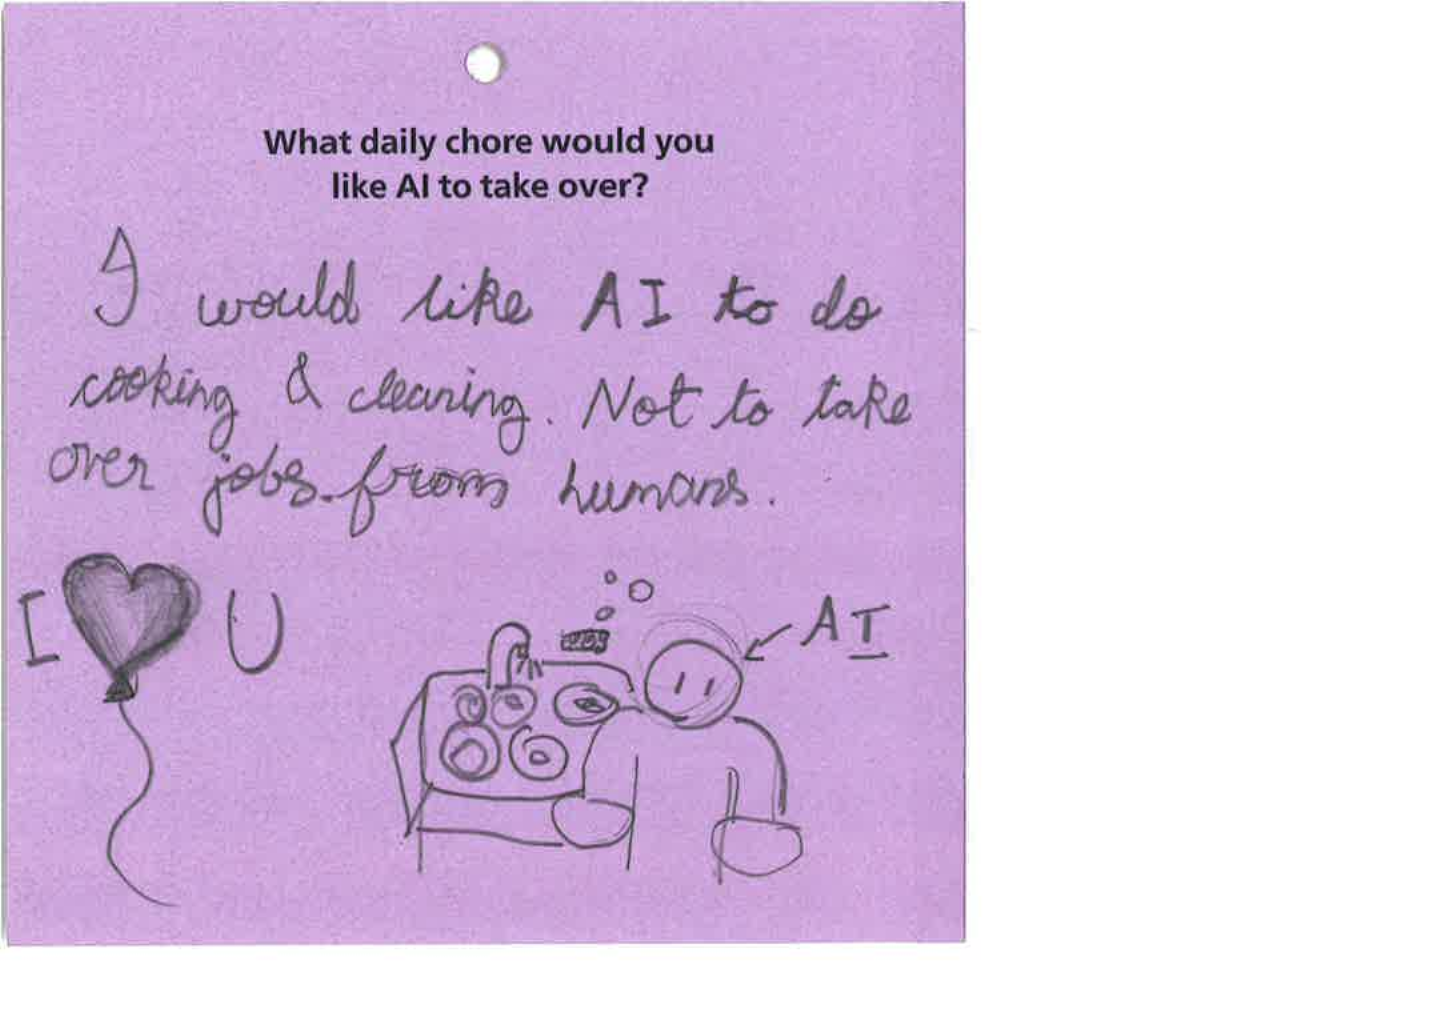 What daily chore would you
like AI to take over?
I would like AI to do
cooking & cleaning. Not to take
over jobs from humans.
I U
AI